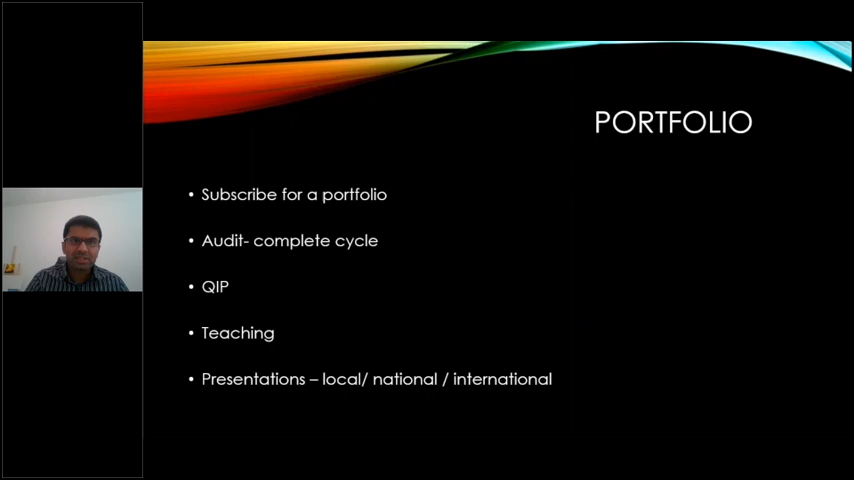 PORTFOLIO
• Subscribe for a portfolio
• Audit- complete cycle
• QIP
• Teaching
• Presentations – local/ national / international